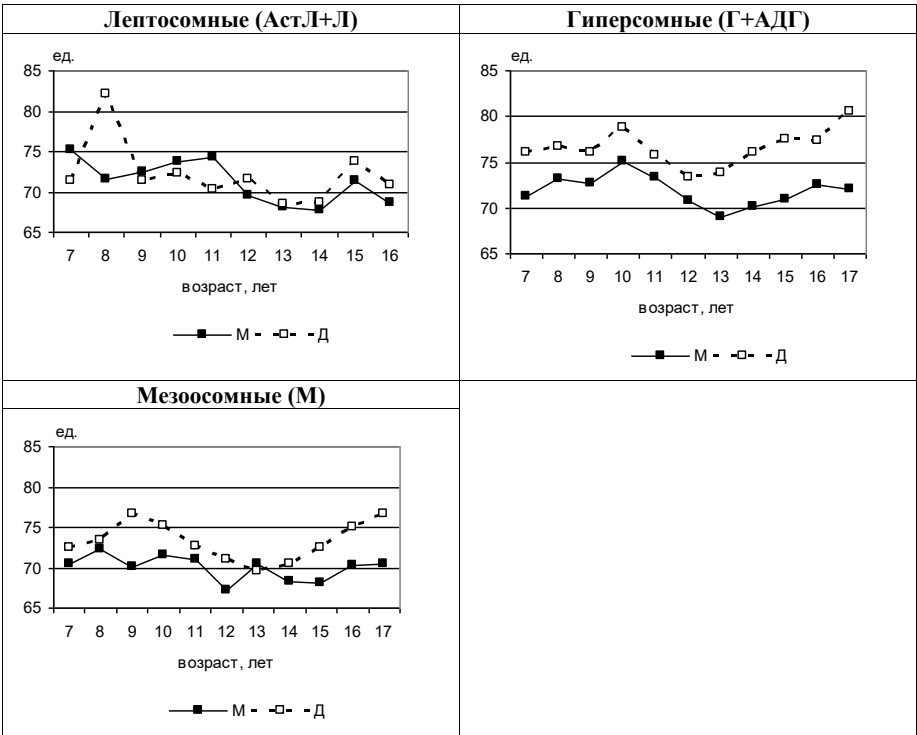 Лептосомные (АстЛ+Л)
ед.
85
80
75
70
65
7 8 9 10 11 12 13 14 15 16
возраст, лет
М Д
Гиперсомные (Г+АДГ)
ед.
85
80
75
70
65
7 8 9 10 11 12 13 14 15 16 17
возраст, лет
М Д
Мезоосомные (М)
ед.
85
80
75
70
65
7 8 9 10 11 12 13 14 15 16 17
возраст, лет
М Д